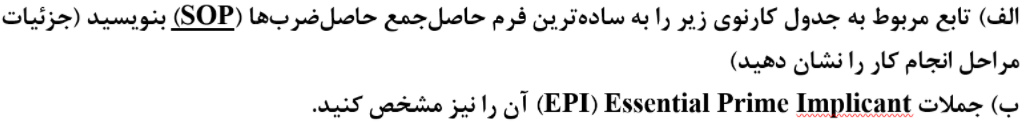 الف) تابع مربوط به جدول کارنوی زیر را به ساده‌ترین فرم حاصل‌جمع حاصل‌ضرب‌ها (SOP) بنویسید (جزئیات
مراحل انجام کار را نشان دهید)
ب) جملات Essential Prime Implicant (EPI) آن را نیز مشخص کنید.